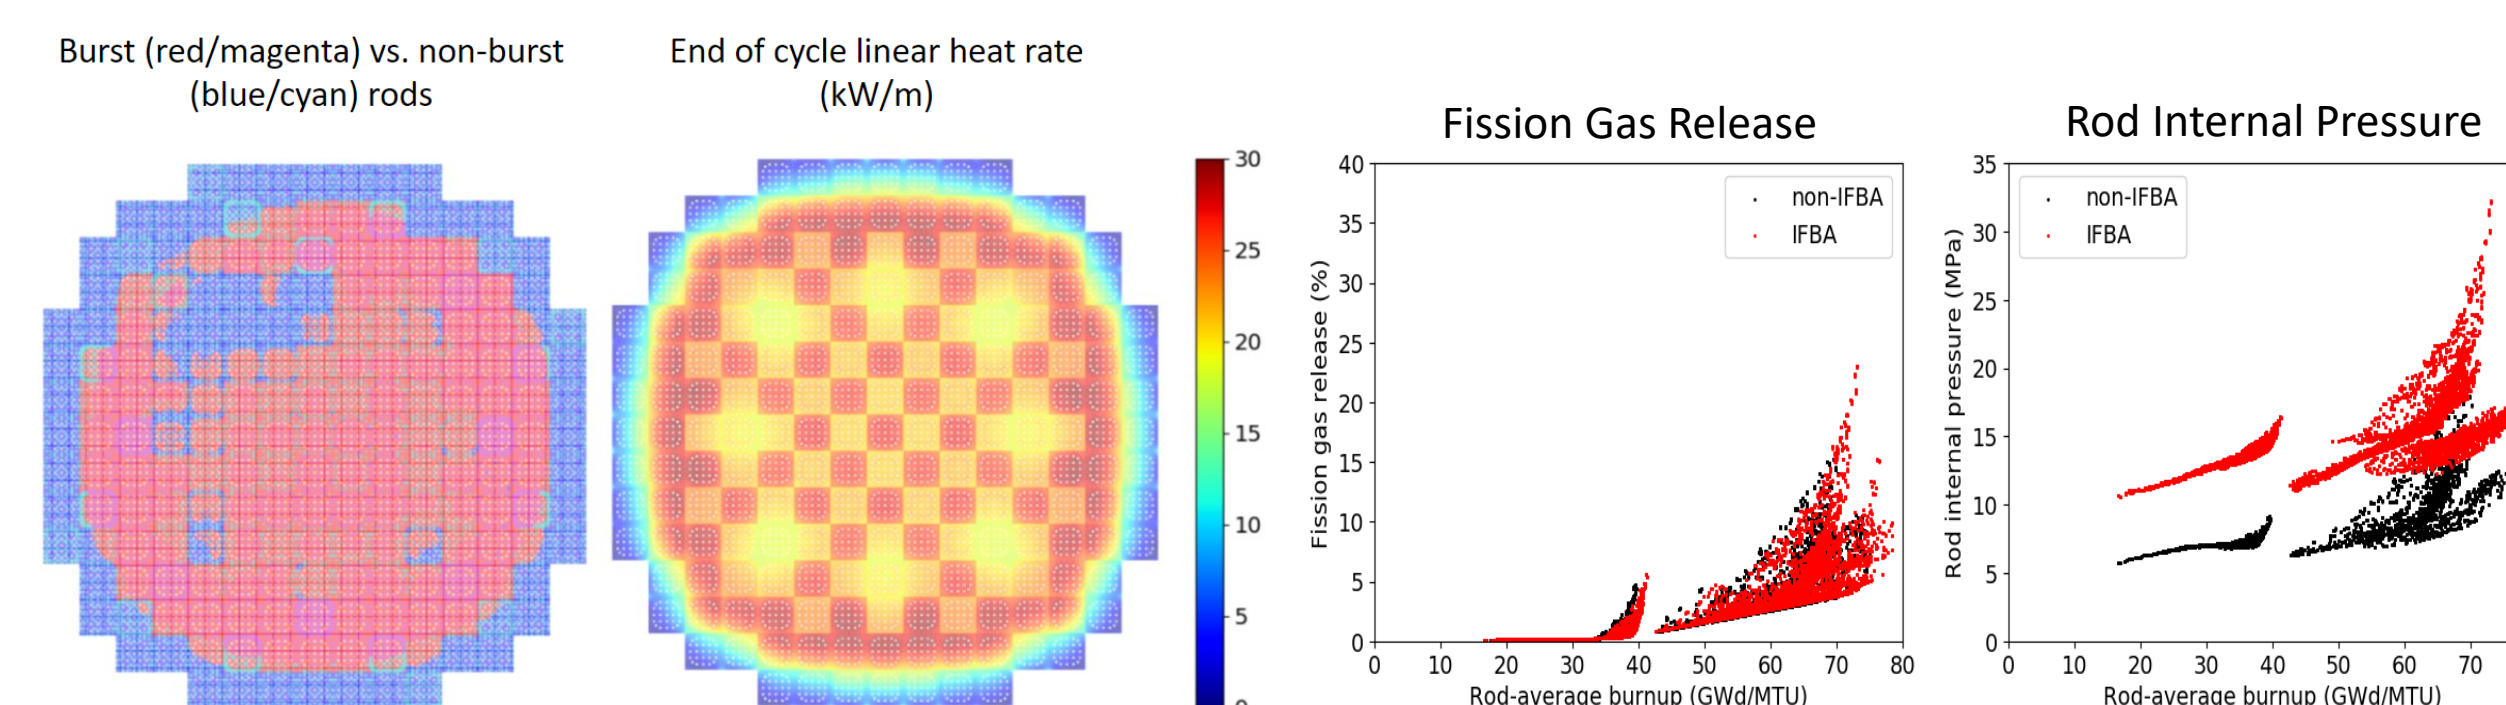 Burst (red/magenta) vs. non-burst
(blue/cyan) rods
End of cycle linear heat rate
(kW/m)
30
25
20
15
10
5
0
Fission Gas Release
40
35
30
25
20
15
10
5
0
Fission gas release (%)
non-IFBA
IFBA
0 10 20 30 40 50 60 70 80
Rod-average burnup (GWd/MTU)
Rod Internal Pressure
35
30
25
20
15
10
5
0
Rod internal pressure (MPa)
non-IFBA
IFBA
0 10 20 30 40 50 60 70
Rod-average burnup (GWd/MTU)